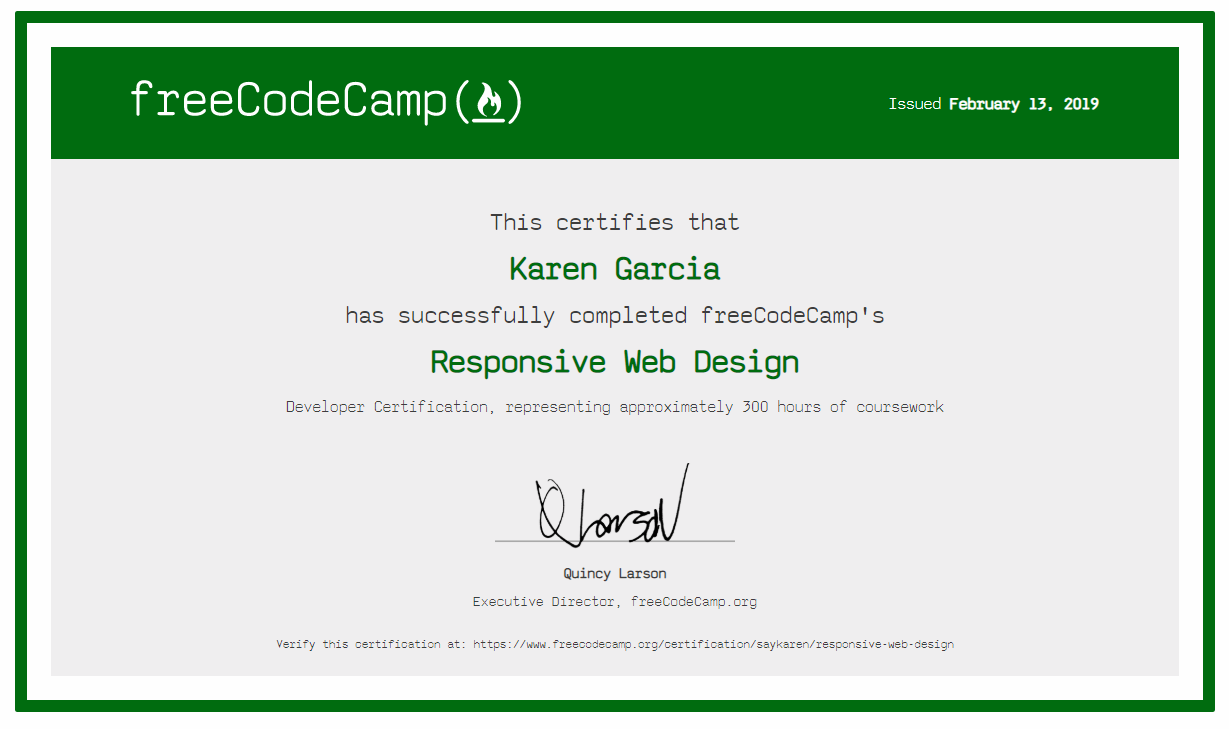 freeCodeCamp(🔥)
Issued February 13, 2019
This certifies that
Karen Garcia
has successfully completed freeCodeCamp's
Responsive Web Design
Developer Certification, representing approximately 300 hours of coursework
Q Larson
Quincy Larson
Executive Director, freeCodeCamp.org
Verify this certification at: https://www.freecodecamp.org/certification/saykaren/responsive-web-design